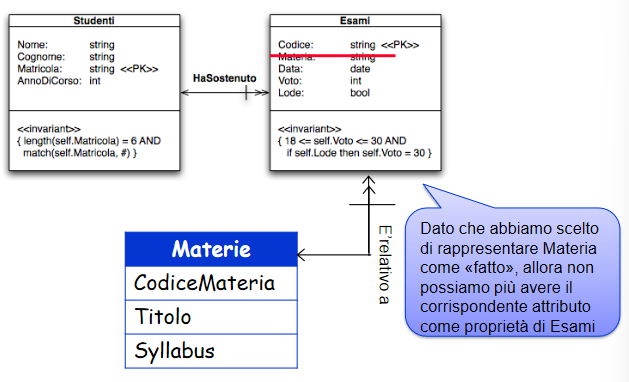 Studenti
Nome: string
Cognome: string
Matricola: string <<PK>>
AnnoDiCorso: int
<<invariant>>
{ length(self.Matricola) = 6 AND
match(self.Matricola, #) }
HaSostenuto
Esami
Codice: string <<PK>>
Materia: string
Data: date
Voto: int
Lode: bool
<<invariant>>
{ 18 <= self.Voto <= 30 AND
if self.Lode then self.Voto = 30 }
E'relativo a
Materie
CodiceMateria
Titolo
Syllabus
Dato che abbiamo scelto
di rappresentare Materia
come «fatto», allora non
possiamo più avere il
corrispondente attributo
come proprietà di Esami